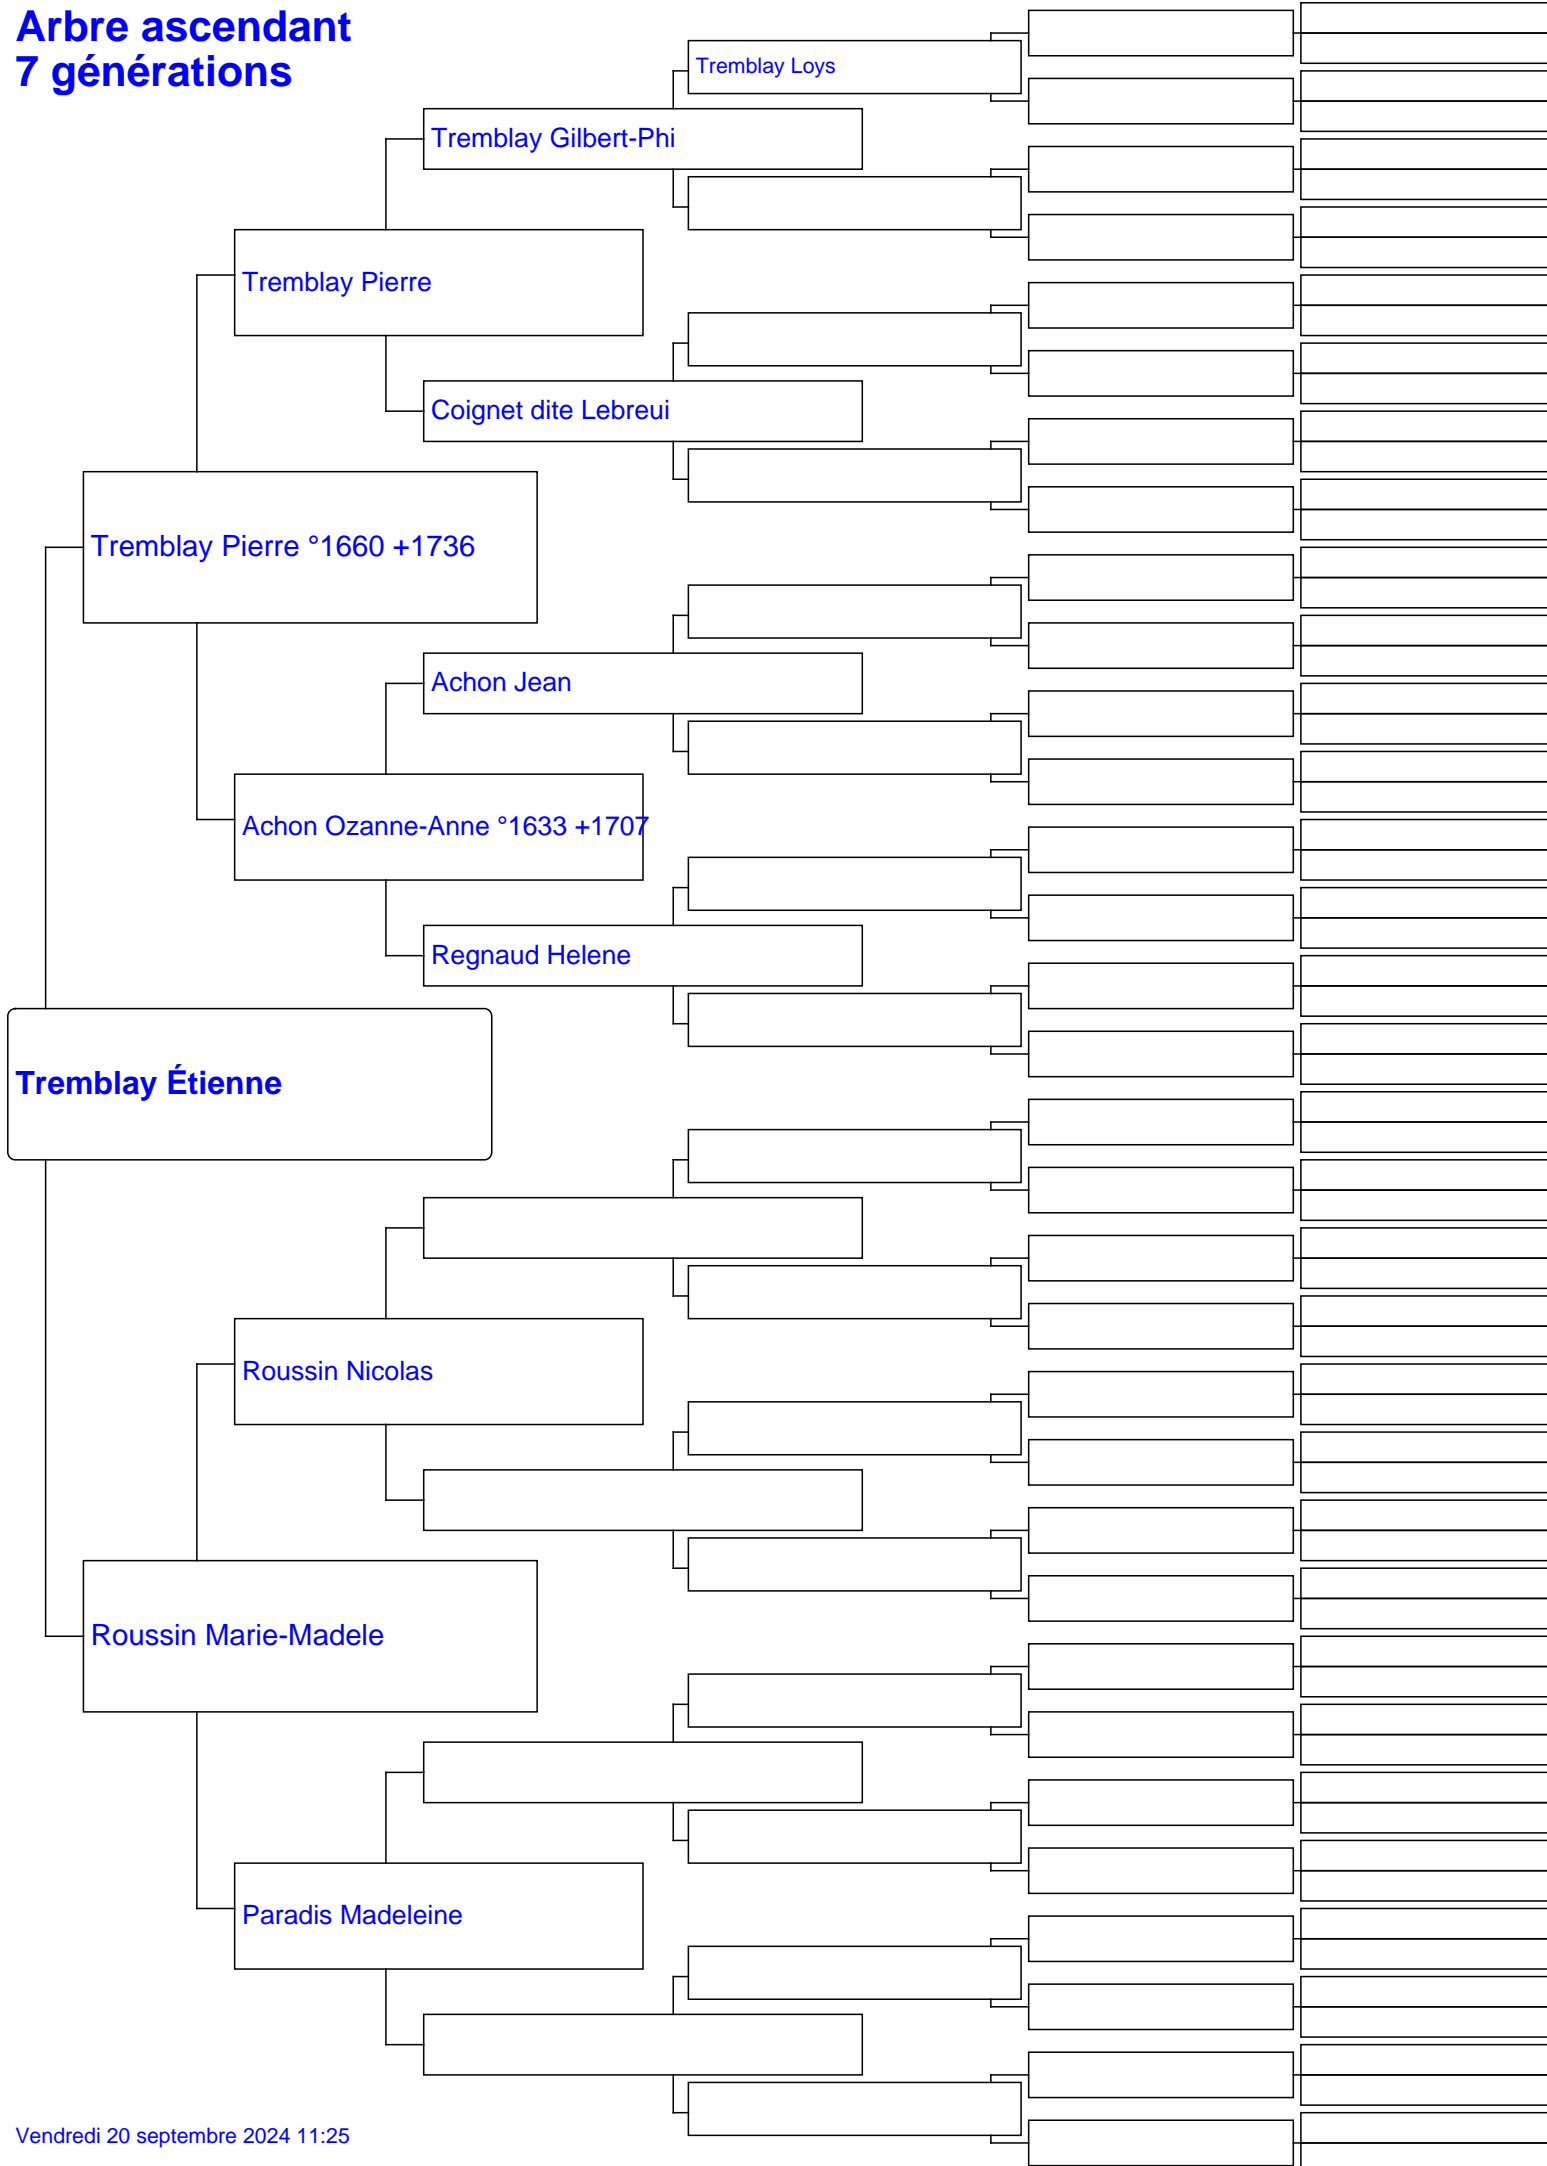 Arbre ascendant
7 générations
Tremblay Loys
Tremblay Gilbert-Phi
Tremblay Pierre
Coignet dite Lebreui
Tremblay Pierre °1660 +1736
Achon Jean
Achon Ozanne-Anne °1633 +1707
Regnaud Helene
Tremblay Étienne
Roussin Nicolas
Roussin Marie-Madele
Paradis Madeleine
Vendredi 20 septembre 2024 11:25